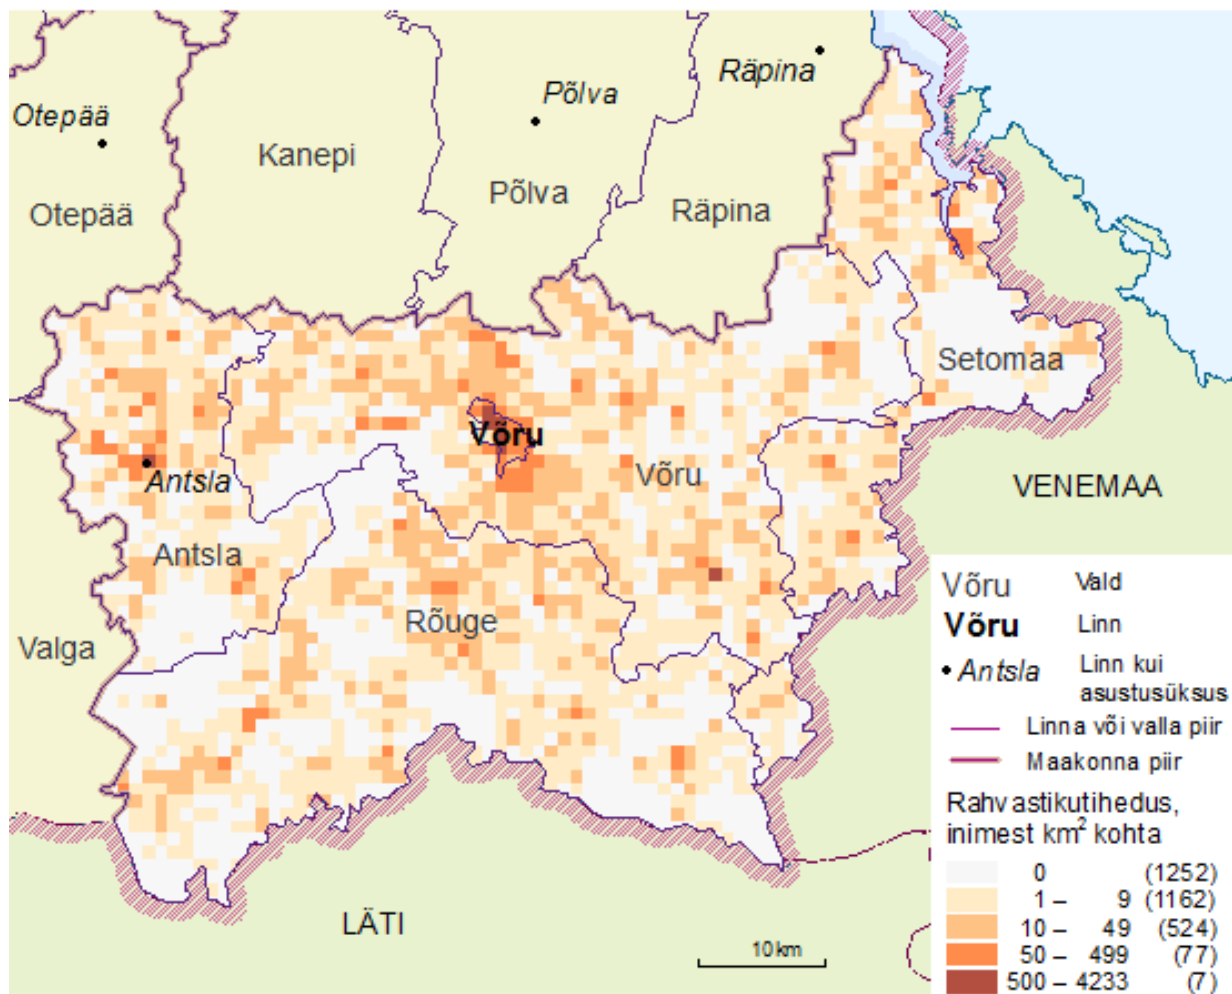 Räpina
Põlva
Otepää
Kanepi
Põlva
Räpina
Otepää
Setomaa
Võru
Võru
Antsla
VENEMAA
Antsla
Rõuge
Valga
LÄTI
10 km
Võru Vald
Võru Linn
Antsla Linn kui
asustusüksus
Linna või valla piir
Maakonna piir
Rahvastikutihedus,
inimest km² kohta
0 (1252)
1 – 9 (1162)
10 – 49 (524)
50 – 499 (77)
500 – 4233 (7)